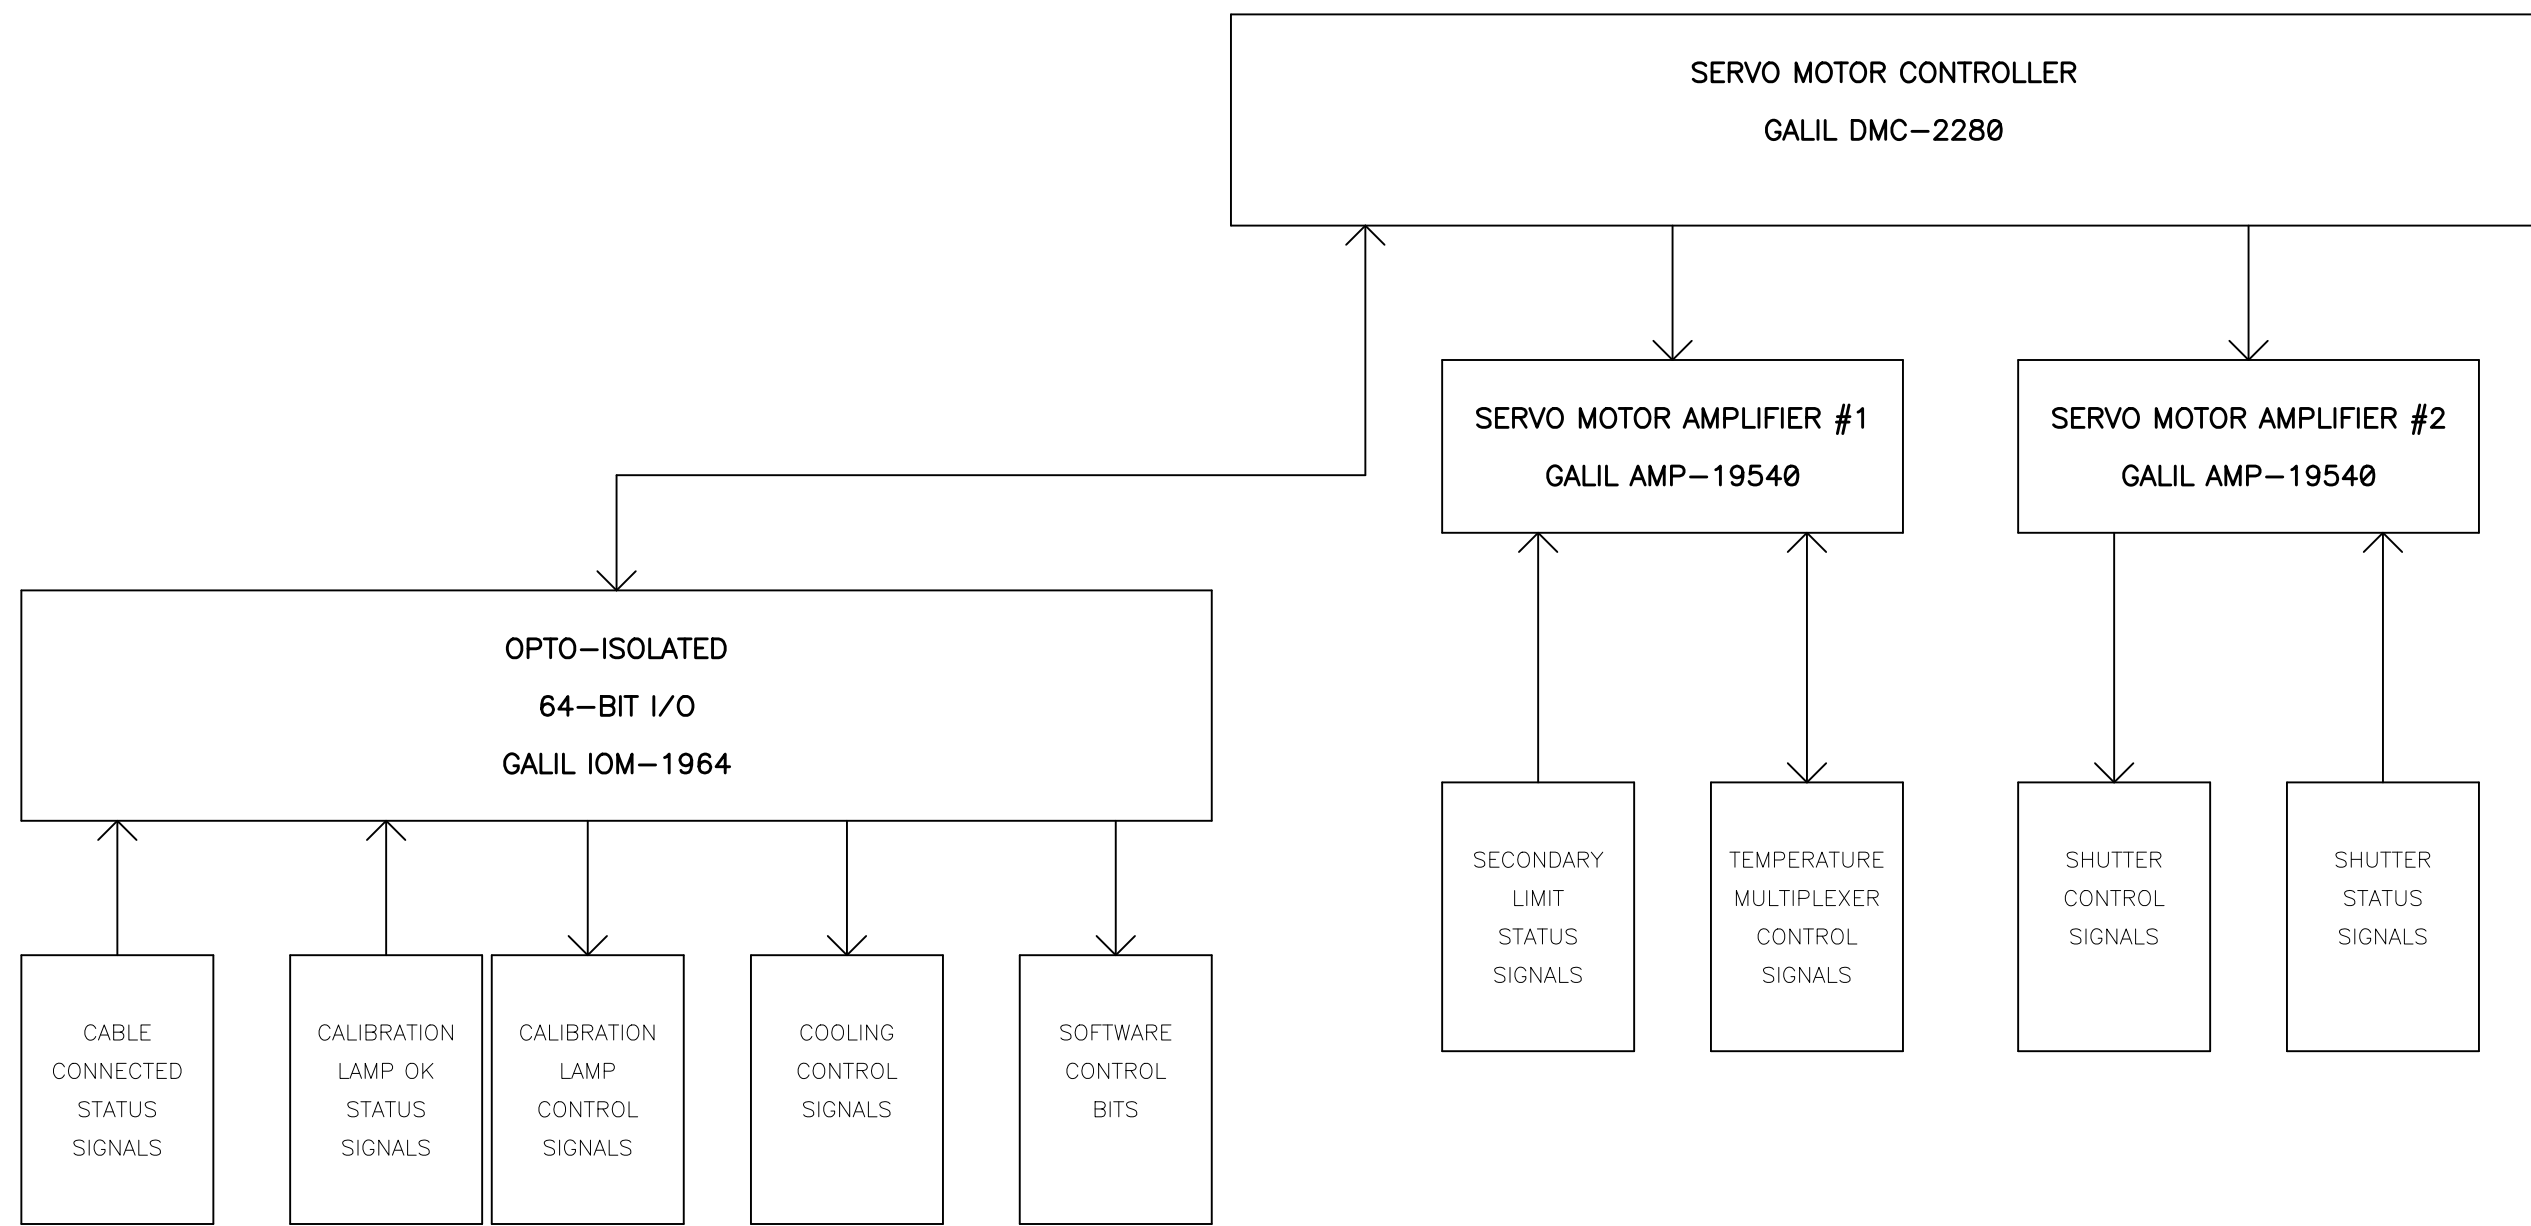 SERVO MOTOR CONTROLLER
GALIL DMC-2280
SERVO MOTOR AMPLIFIER #1
GALIL AMP-19540
SERVO MOTOR AMPLIFIER #2
GALIL AMP-19540
OPTO-ISOLATED
64-BIT I/O
GALIL IOM-1964
SECONDARY
LIMIT
STATUS
SIGNALS
TEMPERATURE
MULTIPLEXER
CONTROL
SIGNALS
SHUTTER
CONTROL
SIGNALS
SHUTTER
STATUS
SIGNALS
CABLE
CONNECTED
STATUS
SIGNALS
CALIBRATION
LAMP OK
STATUS
SIGNALS
CALIBRATION
LAMP
CONTROL
SIGNALS
COOLING
CONTROL
SIGNALS
SOFTWARE
CONTROL
BITS